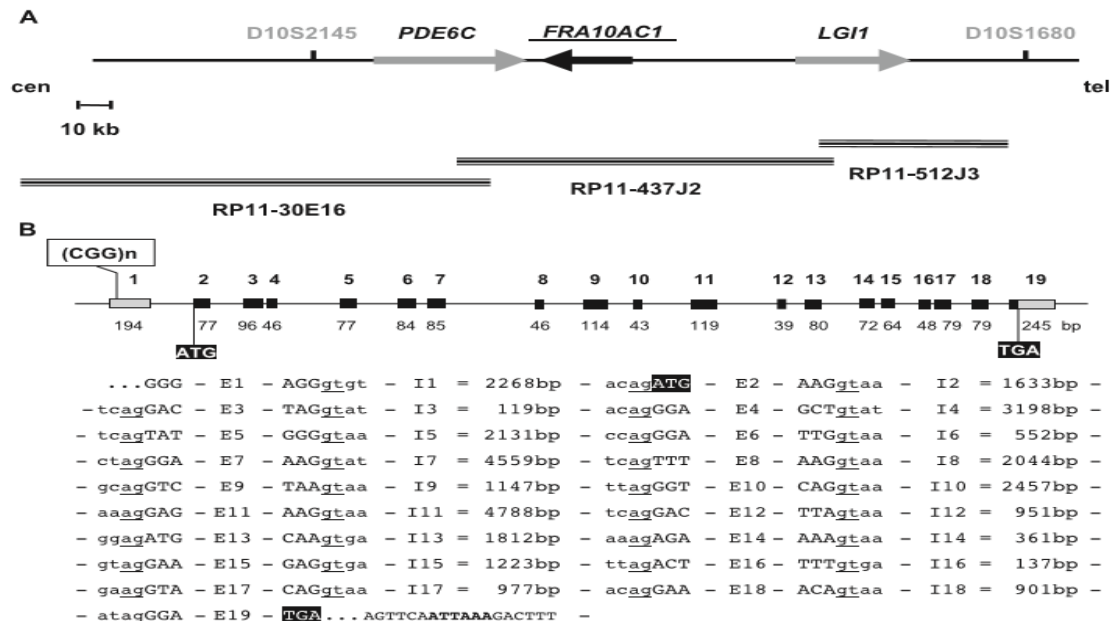 A
D10S2145 PDE6C FRA10AC1 LGI1 D10S1680
cen tel
10 kb
RP11-512J3
RP11-437J2
RP11-30E16
B
(CGG)n
1 2 3 4 5 6 7 8 9 10 11 12 13 14 15 16 17 18 19
194 77 96 46 77 84 85 46 114 43 119 39 80 72 64 48 79 79 245 bp
ATG TGA
...GGG – E1 – AGGgtgt – I1 = 2268bp – acagATG – E2 – AAGgtaa – I2 = 1633bp –
–tcagGAC – E3 – TAGgtat – I3 = 119bp – acagGGA – E4 – GCTgtat – I4 = 3198bp –
– tcagTAT – E5 – GGGgtaa – I5 = 2131bp – ccagGGA – E6 – TTGgtaa – I6 = 552bp –
– ctagGGA – E7 – AAGgtat – I7 = 4559bp – tcagTTT – E8 – AAGgtaa – I8 = 2044bp –
– gcagGTC – E9 – TAAgtaa – I9 = 1147bp – ttagGGT – E10 – CAGgtaa – I10 = 2457bp –
– aaagGAG – E11 – AAGgtaa – I11 = 4788bp – tcagGAC – E12 – TTAgtaa – I12 = 951bp –
– ggagATG – E13 – CAAgtga – I13 = 1812bp – aaagAGA – E14 – AAAgtaa – I14 = 361bp –
– gtagGAA – E15 – GAGgtga – I15 = 1223bp – ttagACT – E16 – TTTgtga – I16 = 137bp –
– gaagGTA – E17 – CAGgtaa – I17 = 977bp – acagGAA – E18 – ACAgtaa – I18 = 901bp –
– atagGGA – E19 – TGA... AGTTCAATTAAAGACTTT –